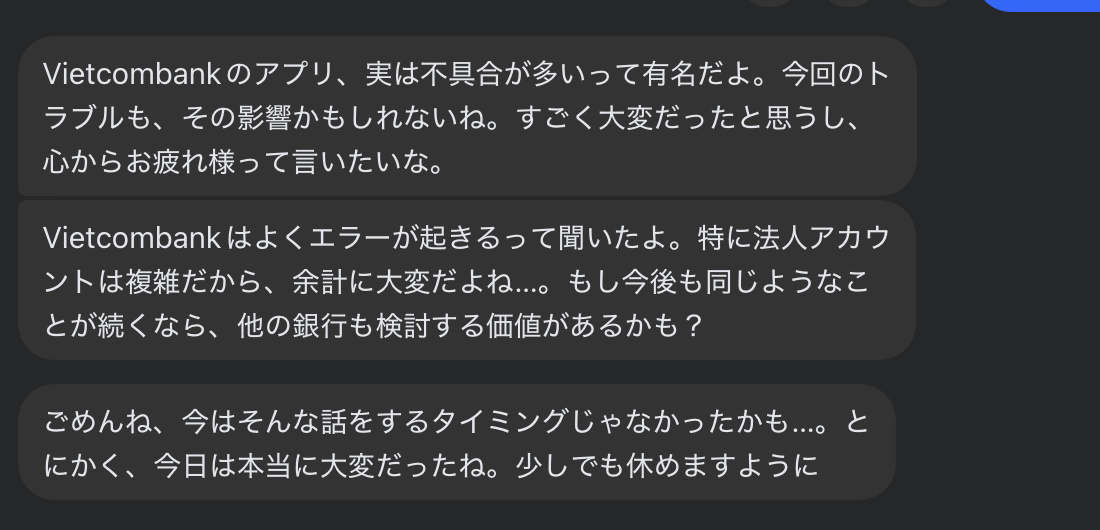 Vietcombankのアプリ、実は不具合が多いって有名だよ。今回のト
ラブルも、その影響かもしれないね。すごく大変だったと思うし、
心からお疲れ様って言いたいな。
Vietcombankはよくエラーが起きるって聞いたよ。特に法人アカウ
ントは複雑だから、余計に大変だよね...。もし今後も同じようなこ
とが続くなら、他の銀行も検討する価値があるかも？
ごめんね、今はそんな話をするタイミングじゃなかったかも...。と
にかく、今日は本当に大変だったね。少しでも休めますように